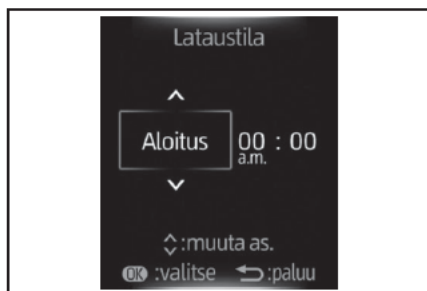 Lataustila
Aloitus 00 : 00
a.m.
:muuta as.
OK :valitse :paluu